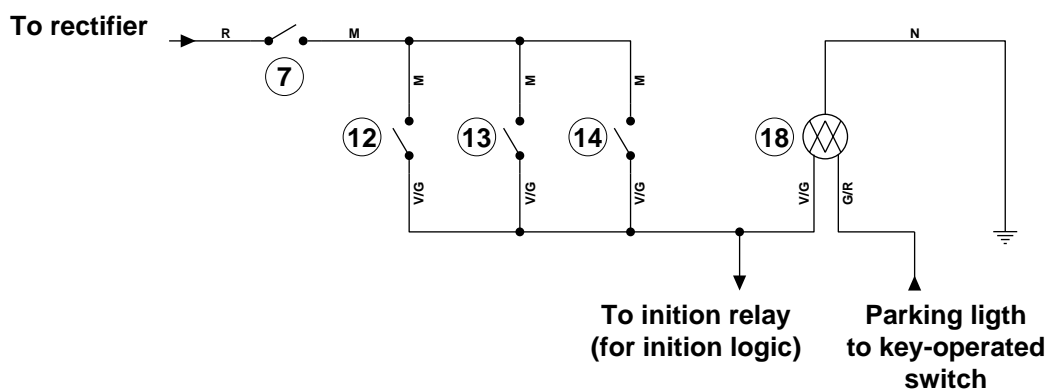 To rectifier
R
M
N
7
M
M
M
12
13
14
18
V/G
V/G
V/G
V/G
G/R
To inition relay
(for inition logic)
Parking ligth
to key-operated
switch